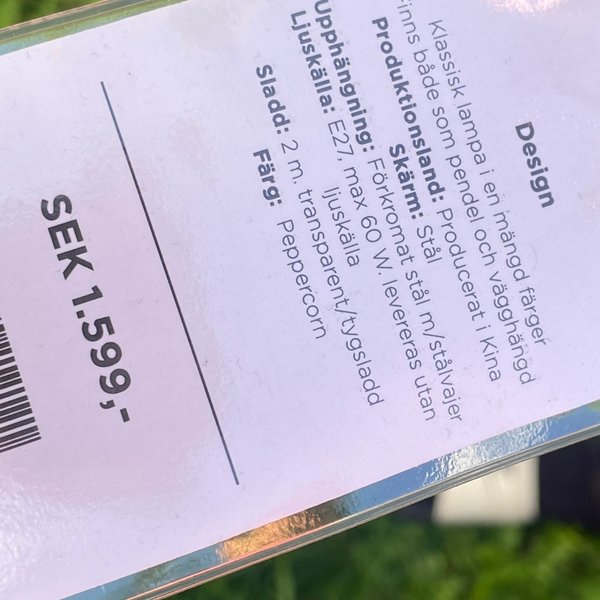 Design
Klassisk lampa i en mängd färger
Finns både som pendel och vägghängd
Produktionsland: Producerat i Kina
Skärm: Stål
Upphängning: Förkromat stål m/stålvajer
Ljuskälla: E27, max 60 W. levereras utan
ljuskälla
Sladd: 2 m. transparent/tygsladd
Färg: Peppercorn
SEK 1.599,-